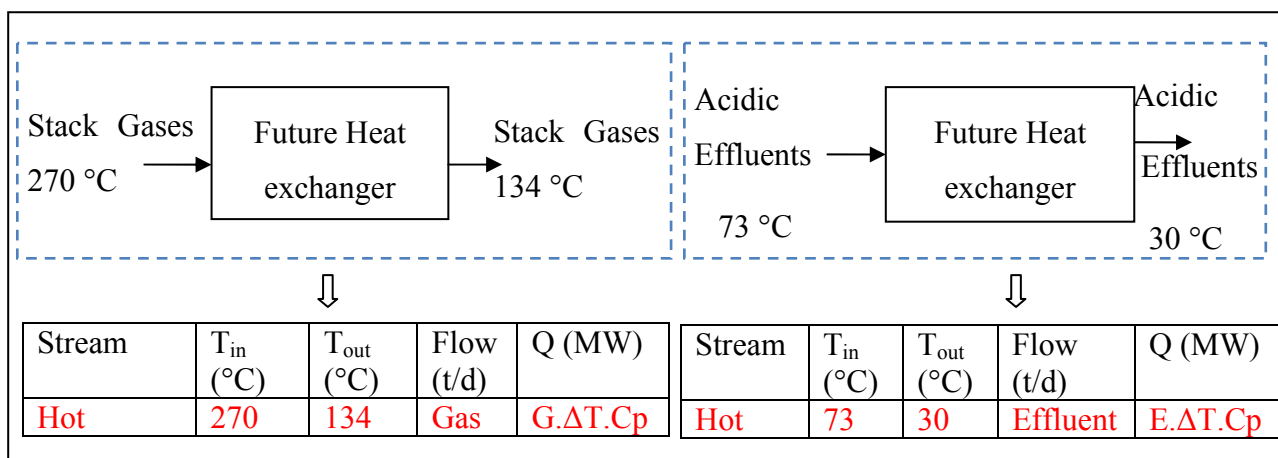 Stack Gases
270 °C
Future Heat
exchanger
Stack Gases
134 °C
Acidic
Effluents
73 °C
Future Heat
exchanger
Acidic
Effluents
30 °C
Stream Tin Tout Flow Q (MW)
(°C) (°C) (t/d)
Hot 270 134 Gas G.ΔT.Cp
Stream Tin Tout Flow Q (MW)
(°C) (°C) (t/d)
Hot 73 30 Effluent E.ΔT.Cp